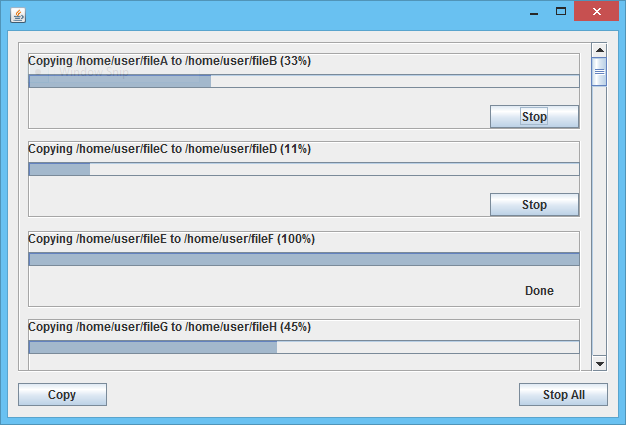 Copying /home/user/fileA to /home/user/fileB (33%)
Window Snip
Stop
Copying /home/user/fileC to /home/user/fileD (11%)
Stop
Copying /home/user/fileE to /home/user/fileF (100%)
Done
Copying /home/user/fileG to /home/user/fileH (45%)
Copy
Stop All